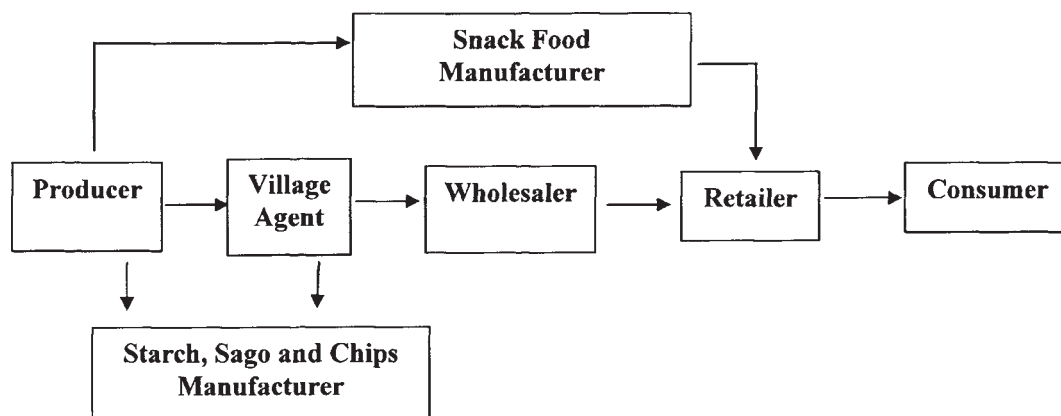 Snack Food
Manufacturer
Producer
Village
Agent
Wholesaler
Retailer
Consumer
Starch, Sago and Chips
Manufacturer